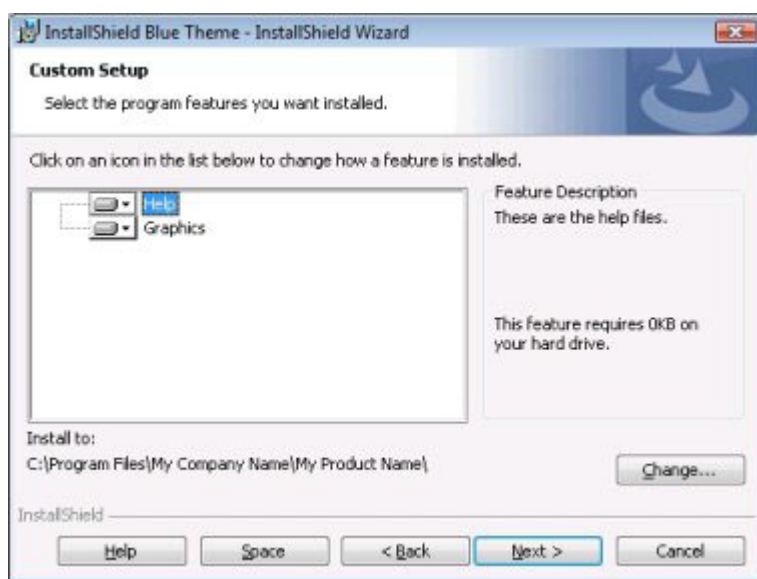 InstallShield Blue Theme - InstallShield Wizard
Custom Setup
Select the program features you want installed.
Click on an icon in the list below to change how a feature is installed.
Help
Graphics
Feature Description
These are the help files.
This feature requires 0KB on
your hard drive.
Install to:
C:\Program Files\My Company Name\My Product Name\
Change...
InstallShield
Help
Space
< Back
Next >
Cancel